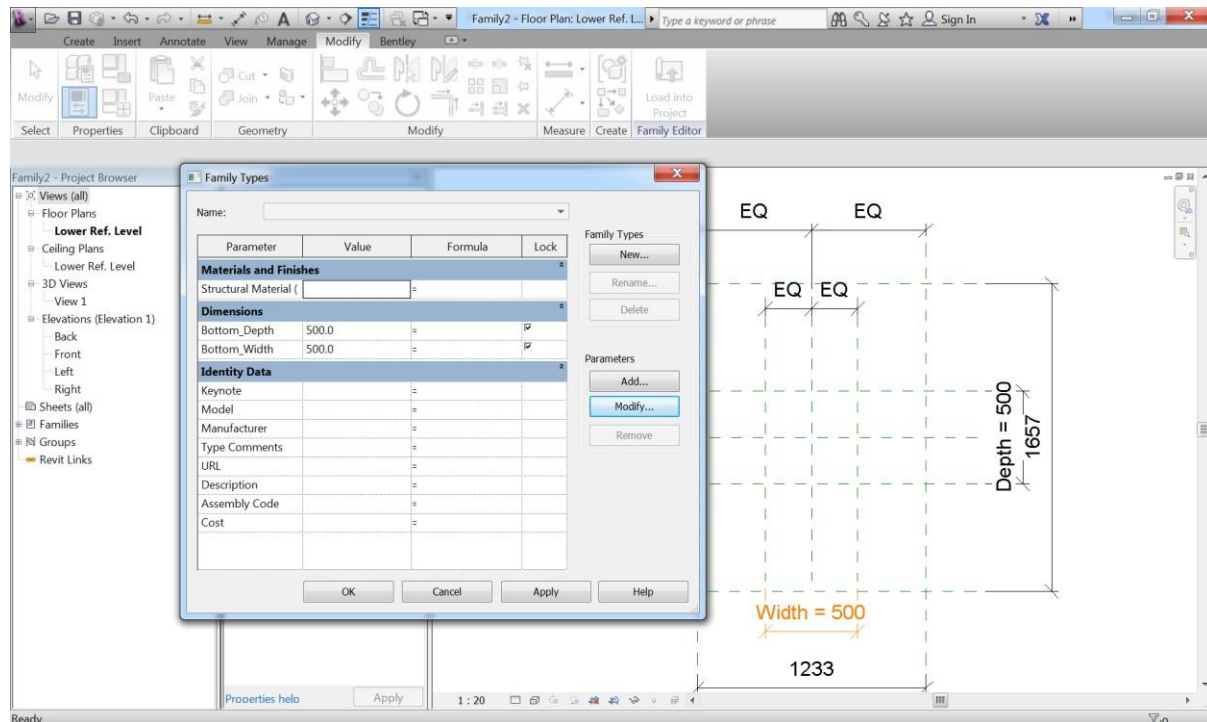 Family2 - Floor Plan: Lower Ref. L...
Type a keyword or phrase
Sign In
Create Insert Annotate View Manage Modify Bentley
Modify
Paste
Cut
Join
Load into
Project
Select Properties Clipboard Geometry Modify Measure Create Family Editor
Family2 - Project Browser
Views (all)
Floor Plans
Lower Ref. Level
Ceiling Plans
Lower Ref. Level
3D Views
View 1
Elevations (Elevation 1)
Back
Front
Left
Right
Sheets (all)
Families
Groups
Revit Links
Family Types
Name:
Parameter Value Formula Lock
Materials and Finishes
Structural Material ( =
Dimensions
Bottom_Depth 500.0 =
Bottom_Width 500.0 =
Identity Data
Keynote =
Model =
Manufacturer =
Type Comments =
URL =
Description =
Assembly Code =
Cost =
Family Types
New...
Rename...
Delete
Parameters
Add...
Modify...
Remove
OK Cancel Apply Help
EQ EQ
EQ EQ
Depth = 500
1657
Width = 500
1233
Properties help Apply
1 : 20
Ready
:0